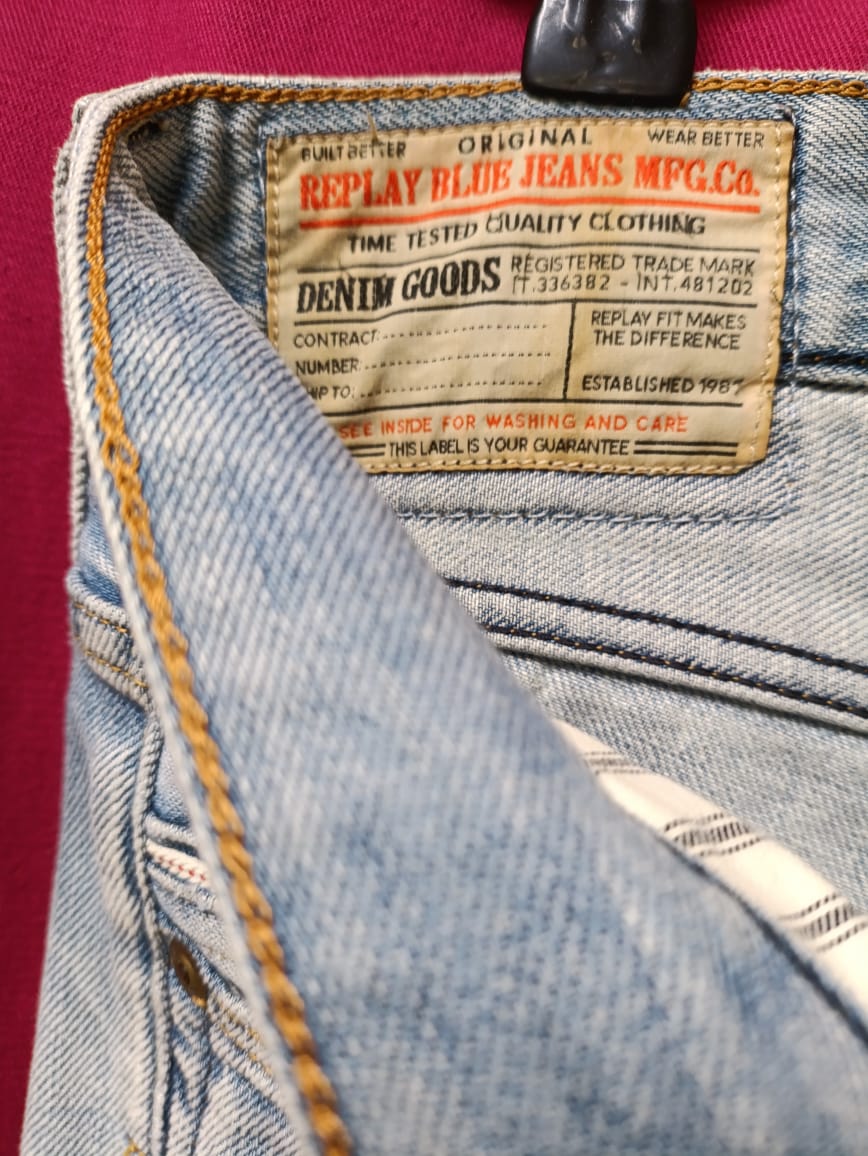 BUILT BETTER ORIGINAL WEAR BETTER
REPLAY BLUE JEANS MFG.Co.
TIME TESTED QUALITY CLOTHING
DENIM GOODS
REGISTERED TRADE MARK
IT.336382 - INT.481202
CONTRACT:
NUMBER:
SHIP TO:
REPLAY FIT MAKES
THE DIFFERENCE
ESTABLISHED 1981
SEE INSIDE FOR WASHING AND CARE
THIS LABEL IS YOUR GUARANTEE